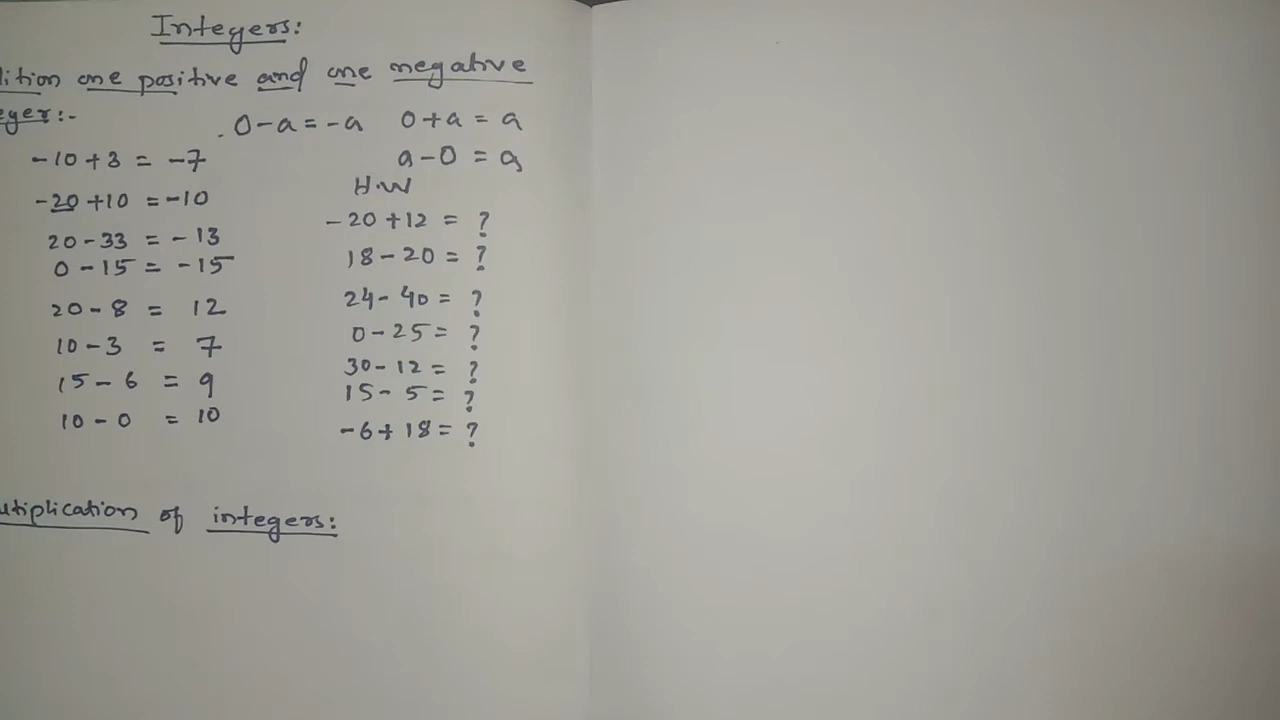 Integers:
lition one positive and one negative
eger:-
0-a=-a 0+a = a
-10+3 = -7
a-0 = a
H.W
-20+10 =-10
-20+12 = ?
20-33 = -13
18-20 = ?
0-15 = -15
24-40 = ?
20-8 = 12
0-25 = ?
10-3 = 7
30-12 = ?
15-6 = 9
15-5 = ?
10-0 = 10
-6+18 = ?
utiplication of integers: